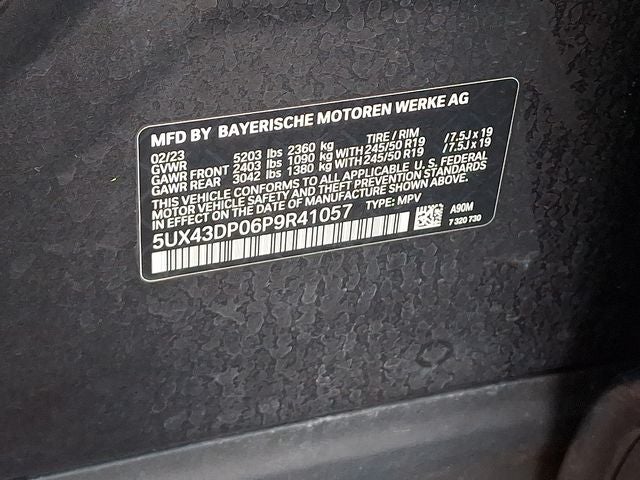 MFD BY BAYERISCHE MOTOREN WERKE AG
02/23 5203 lbs 2360 kg TIRE / RIM
GVWR
GAWR FRONT 2403 lbs 1090 kg WITH 245/50 R19 /7.5J x 19
GAWR REAR 3042 lbs 1380 kg WITH 245/50 R19 /7.5J x 19
THIS VEHICLE CONFORMS TO ALL APPLICABLE U.S. FEDERAL
MOTOR VEHICLE SAFETY AND THEFT PREVENTION STANDARDS
IN EFFECT ON THE DATE OF MANUFACTURE SHOWN ABOVE.
5UX43DP06P9R41057 TYPE: MPV
A90M
7 320 730